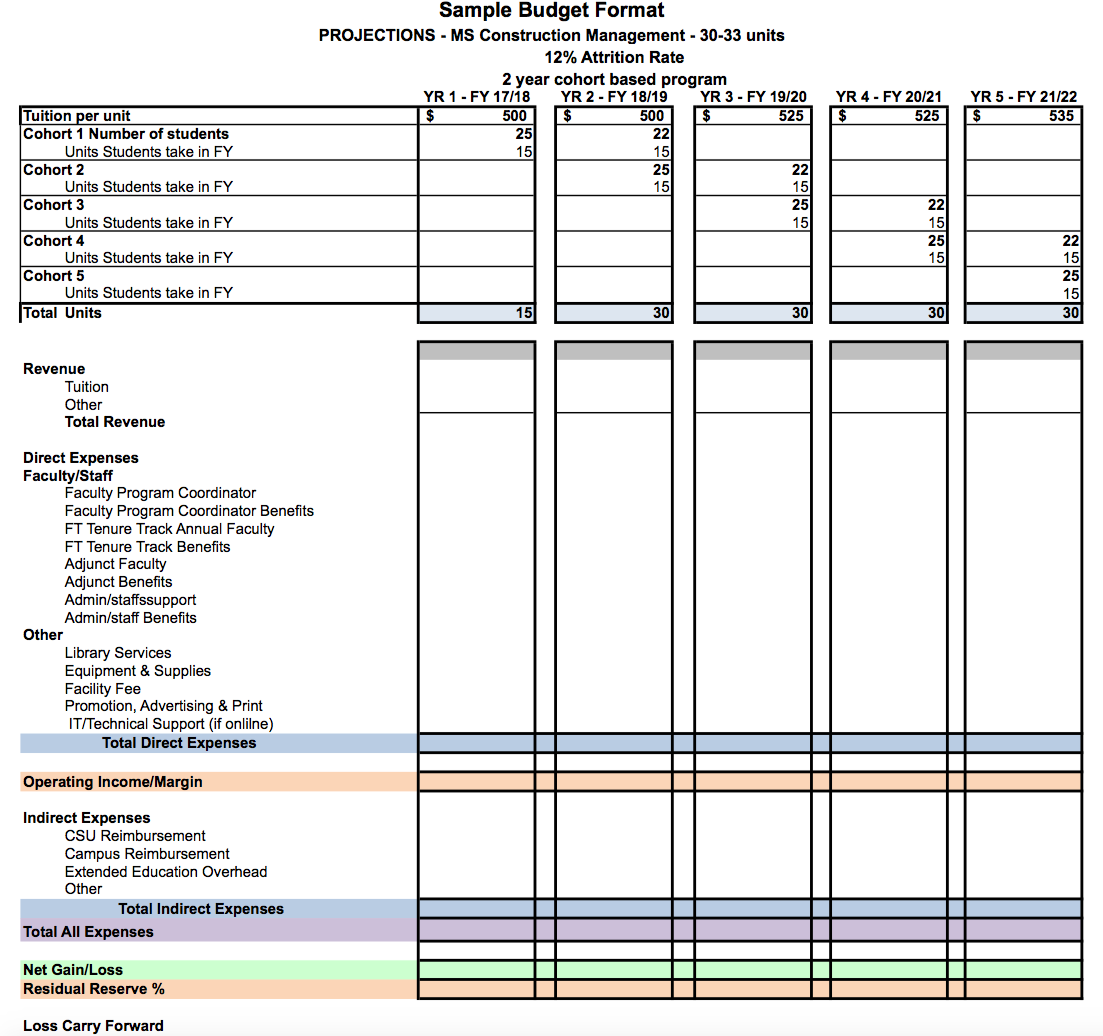 Sample Budget Format
PROJECTIONS - MS Construction Management - 30-33 units
12% Attrition Rate
2 year cohort based program
YR 1 - FY 17/18 YR 2 - FY 18/19 YR 3 - FY 19/20 YR 4 - FY 20/21 YR 5 - FY 21/22
Tuition per unit $ 500 $ 500 $ 525 $ 525 $ 535
Cohort 1 Number of students 25 22
Units Students take in FY 15 15
Cohort 2 25 22
Units Students take in FY 15 15
Cohort 3 25 22
Units Students take in FY 15 15
Cohort 4 25 22
Units Students take in FY 15 15
Cohort 5 25
Units Students take in FY 15
Total Units 15 30 30 30 30
Revenue
Tuition
Other
Total Revenue
Direct Expenses
Faculty/Staff
Faculty Program Coordinator
Faculty Program Coordinator Benefits
FT Tenure Track Annual Faculty
FT Tenure Track Benefits
Adjunct Faculty
Adjunct Benefits
Admin/staffssupport
Admin/staff Benefits
Other
Library Services
Equipment & Supplies
Facility Fee
Promotion, Advertising & Print
IT/Technical Support (if onlilne)
Total Direct Expenses
Operating Income/Margin
Indirect Expenses
CSU Reimbursement
Campus Reimbursement
Extended Education Overhead
Other
Total Indirect Expenses
Total All Expenses
Net Gain/Loss
Residual Reserve %
Loss Carry Forward